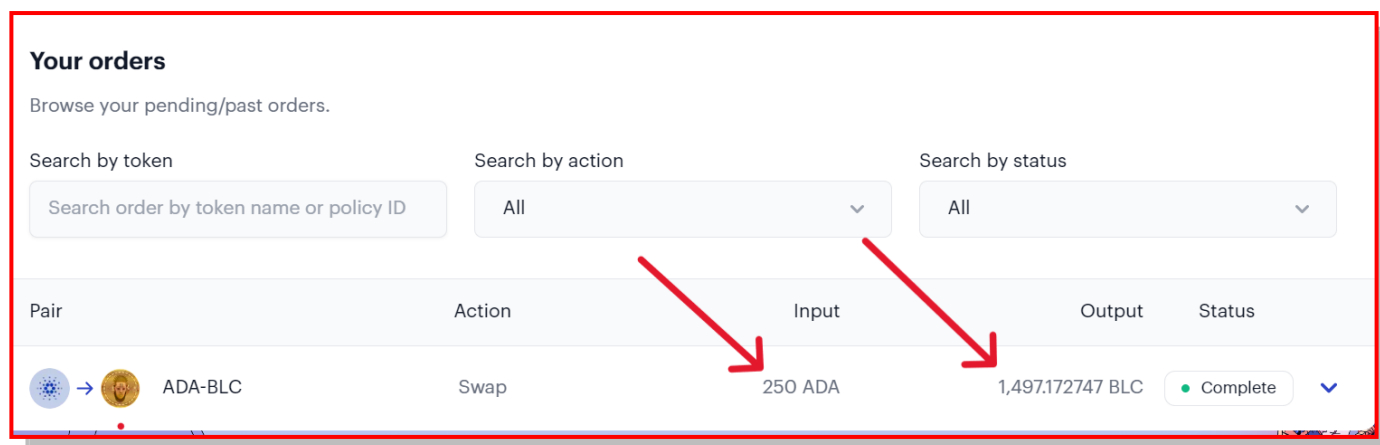 Your orders
Browse your pending/past orders.
Search by token Search by action Search by status
Search order by token name or policy ID All All
Pair Action Input Output Status
ADA-BLC Swap 250 ADA 1,497.172747 BLC Complete